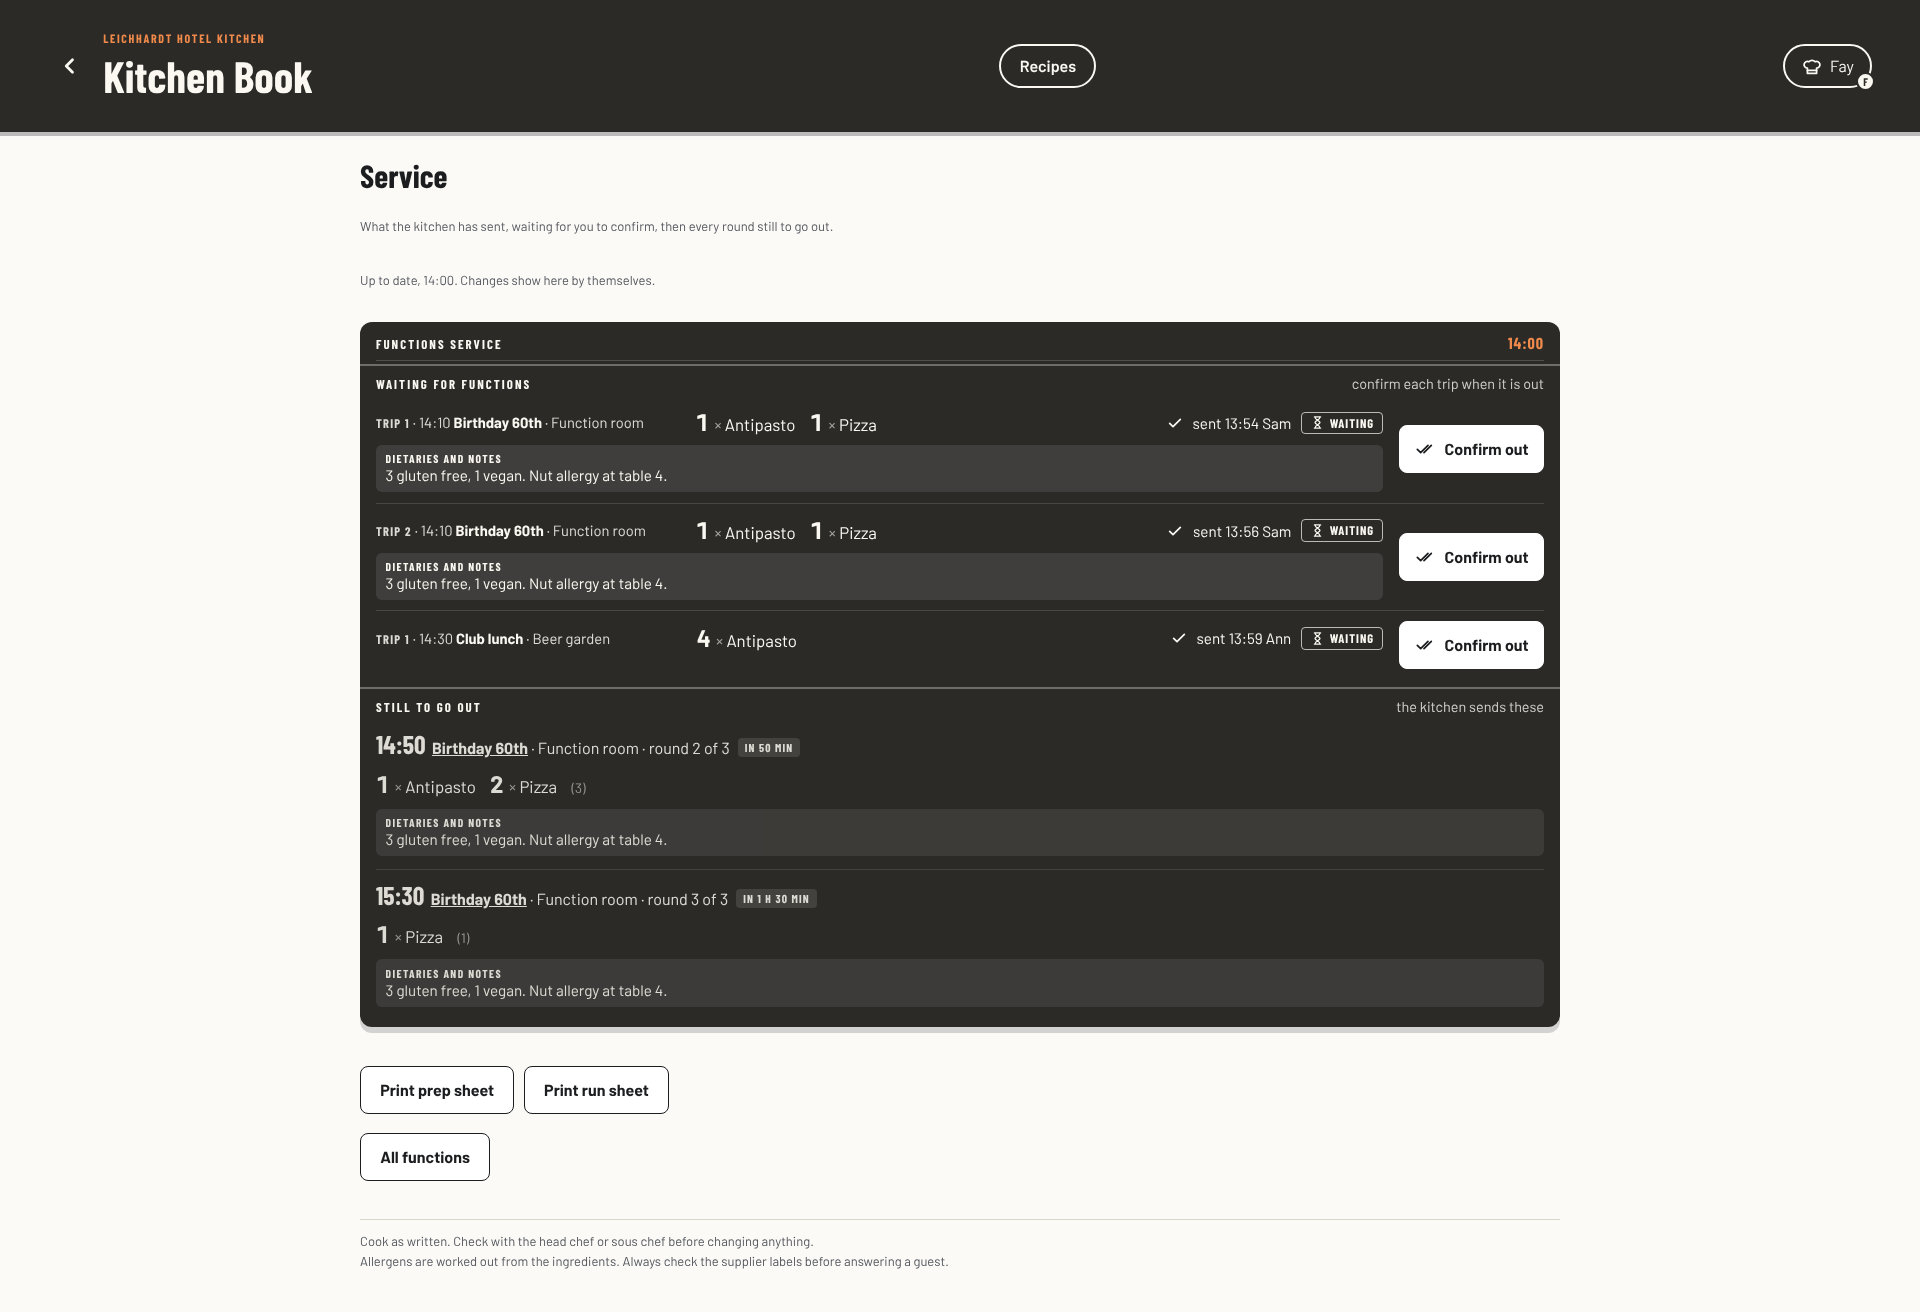 LEICHHARDT HOTEL KITCHEN
Kitchen Book
Recipes
Fay
F
Service
What the kitchen has sent, waiting for you to confirm, then every round still to go out.
Up to date, 14:00. Changes show here by themselves.
FUNCTIONS SERVICE 14:00
WAITING FOR FUNCTIONS confirm each trip when it is out
TRIP 1 · 14:10 Birthday 60th · Function room 1 × Antipasto 1 × Pizza sent 13:54 Sam WAITING
Confirm out
DIETARIES AND NOTES
3 gluten free, 1 vegan. Nut allergy at table 4.
TRIP 2 · 14:10 Birthday 60th · Function room 1 × Antipasto 1 × Pizza sent 13:56 Sam WAITING
Confirm out
DIETARIES AND NOTES
3 gluten free, 1 vegan. Nut allergy at table 4.
TRIP 1 · 14:30 Club lunch · Beer garden 4 × Antipasto sent 13:59 Ann WAITING
Confirm out
STILL TO GO OUT the kitchen sends these
14:50 Birthday 60th · Function room · round 2 of 3 IN 50 MIN
1 × Antipasto 2 × Pizza (3)
DIETARIES AND NOTES
3 gluten free, 1 vegan. Nut allergy at table 4.
15:30 Birthday 60th · Function room · round 3 of 3 IN 1 H 30 MIN
1 × Pizza (1)
DIETARIES AND NOTES
3 gluten free, 1 vegan. Nut allergy at table 4.
Print prep sheet Print run sheet
All functions
Cook as written. Check with the head chef or sous chef before changing anything.
Allergens are worked out from the ingredients. Always check the supplier labels before answering a guest.